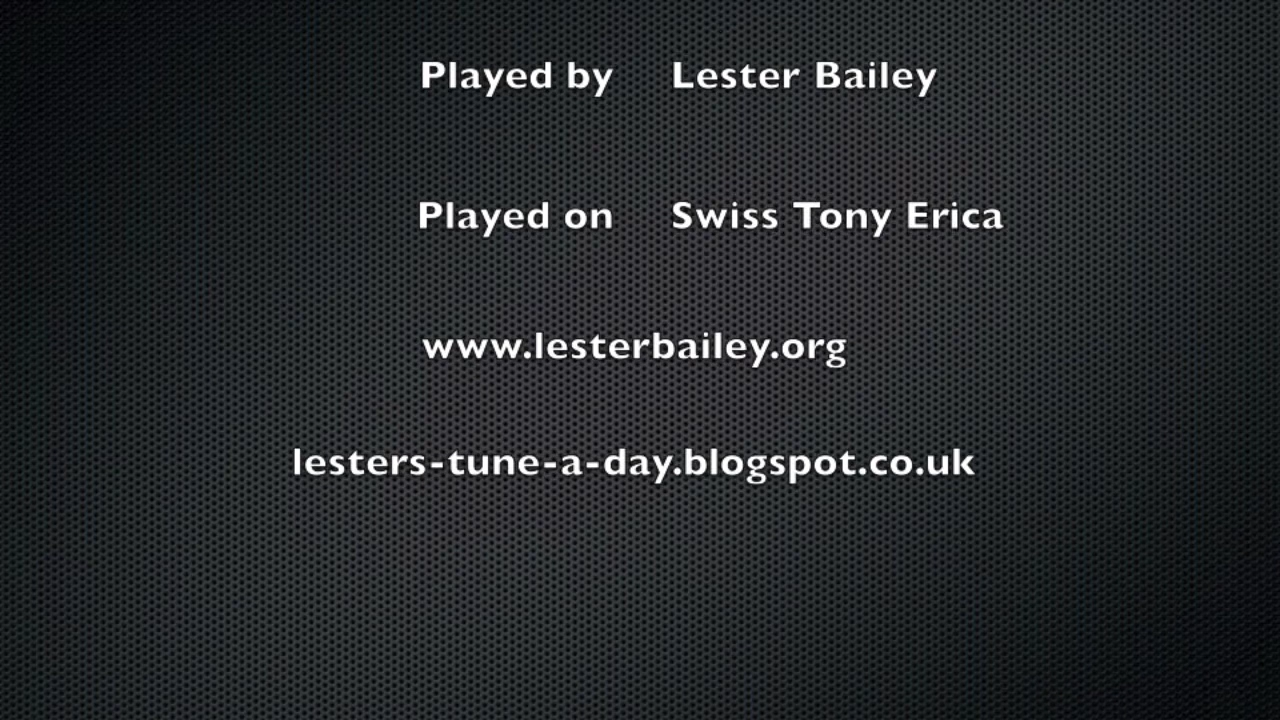 Played by Lester Bailey
Played on Swiss Tony Erica
www.lesterbailey.org
lesters-tune-a-day.blogspot.co.uk